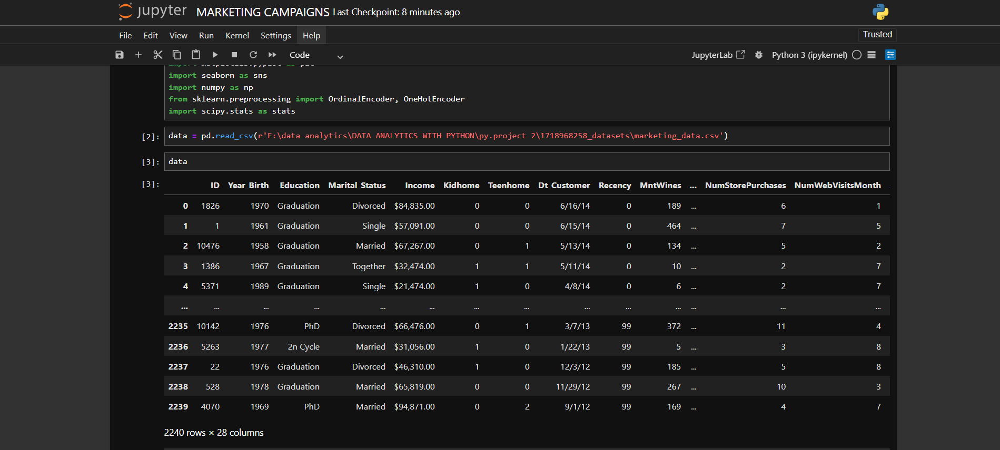 jupyter MARKETING CAMPAIGNS Last Checkpoint: 8 minutes ago
File Edit View Run Kernel Settings Help Trusted
Code JupyterLab Python 3 (ipykernel)
import matplotlib.pyplot as plt
import seaborn as sns
import numpy as np
from sklearn.preprocessing import OrdinalEncoder, OneHotEncoder
import scipy.stats as stats
[2]: data = pd.read_csv(r'F:\data analytics\DATA ANALYTICS WITH PYTHON\py.project 2\1718968258_datasets\marketing_data.csv')
[3]: data
[3]:
ID Year_Birth Education Marital_Status Income Kidhome Teenhome Dt_Customer Recency MntWines ... NumStorePurchases NumWebVisitsMonth
0 1826 1970 Graduation Divorced $84,835.00 0 0 6/16/14 0 189 ... 6 1
1 1 1961 Graduation Single $57,091.00 0 0 6/15/14 0 464 ... 7 5
2 10476 1958 Graduation Married $67,267.00 0 1 5/13/14 0 134 ... 5 2
3 1386 1967 Graduation Together $32,474.00 1 1 5/11/14 0 10 ... 2 7
4 5371 1989 Graduation Single $21,474.00 1 0 4/8/14 0 6 ... 2 7
... ... ... ... ... ... ... ... ... ... ... ... ... ...
2235 10142 1976 PhD Divorced $66,476.00 0 1 3/7/13 99 372 ... 11 4
2236 5263 1977 2n Cycle Married $31,056.00 1 0 1/22/13 99 5 ... 3 8
2237 22 1976 Graduation Divorced $46,310.00 1 0 12/3/12 99 185 ... 5 8
2238 528 1978 Graduation Married $65,819.00 0 0 11/29/12 99 267 ... 10 3
2239 4070 1969 PhD Married $94,871.00 0 2 9/1/12 99 169 ... 4 7
2240 rows × 28 columns